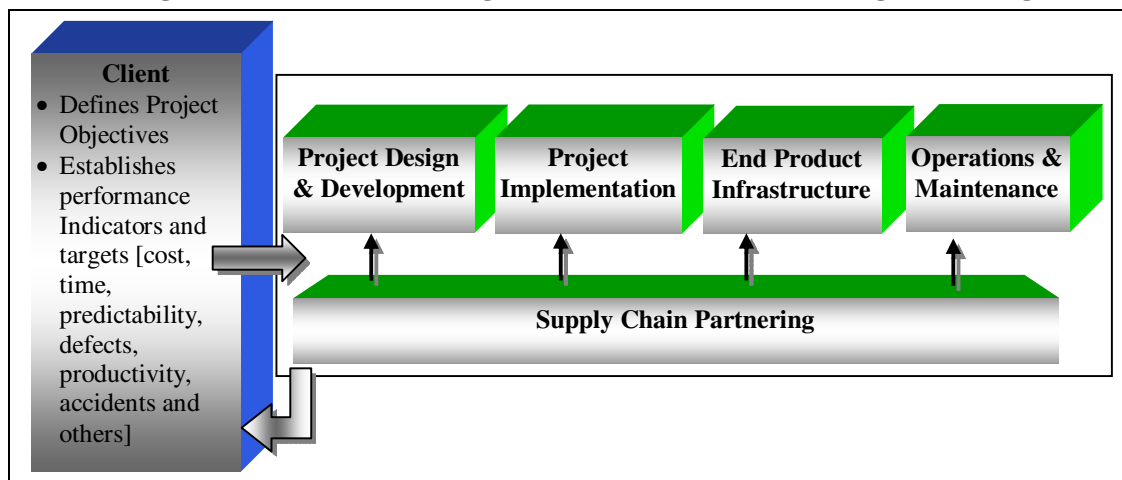 Client
• Defines Project
Objectives
• Establishes
performance
Indicators and
targets [cost,
time,
predictability,
defects,
productivity,
accidents and
others]
Project Design
& Development
Project
Implementation
End Product
Infrastructure
Operations &
Maintenance
Supply Chain Partnering